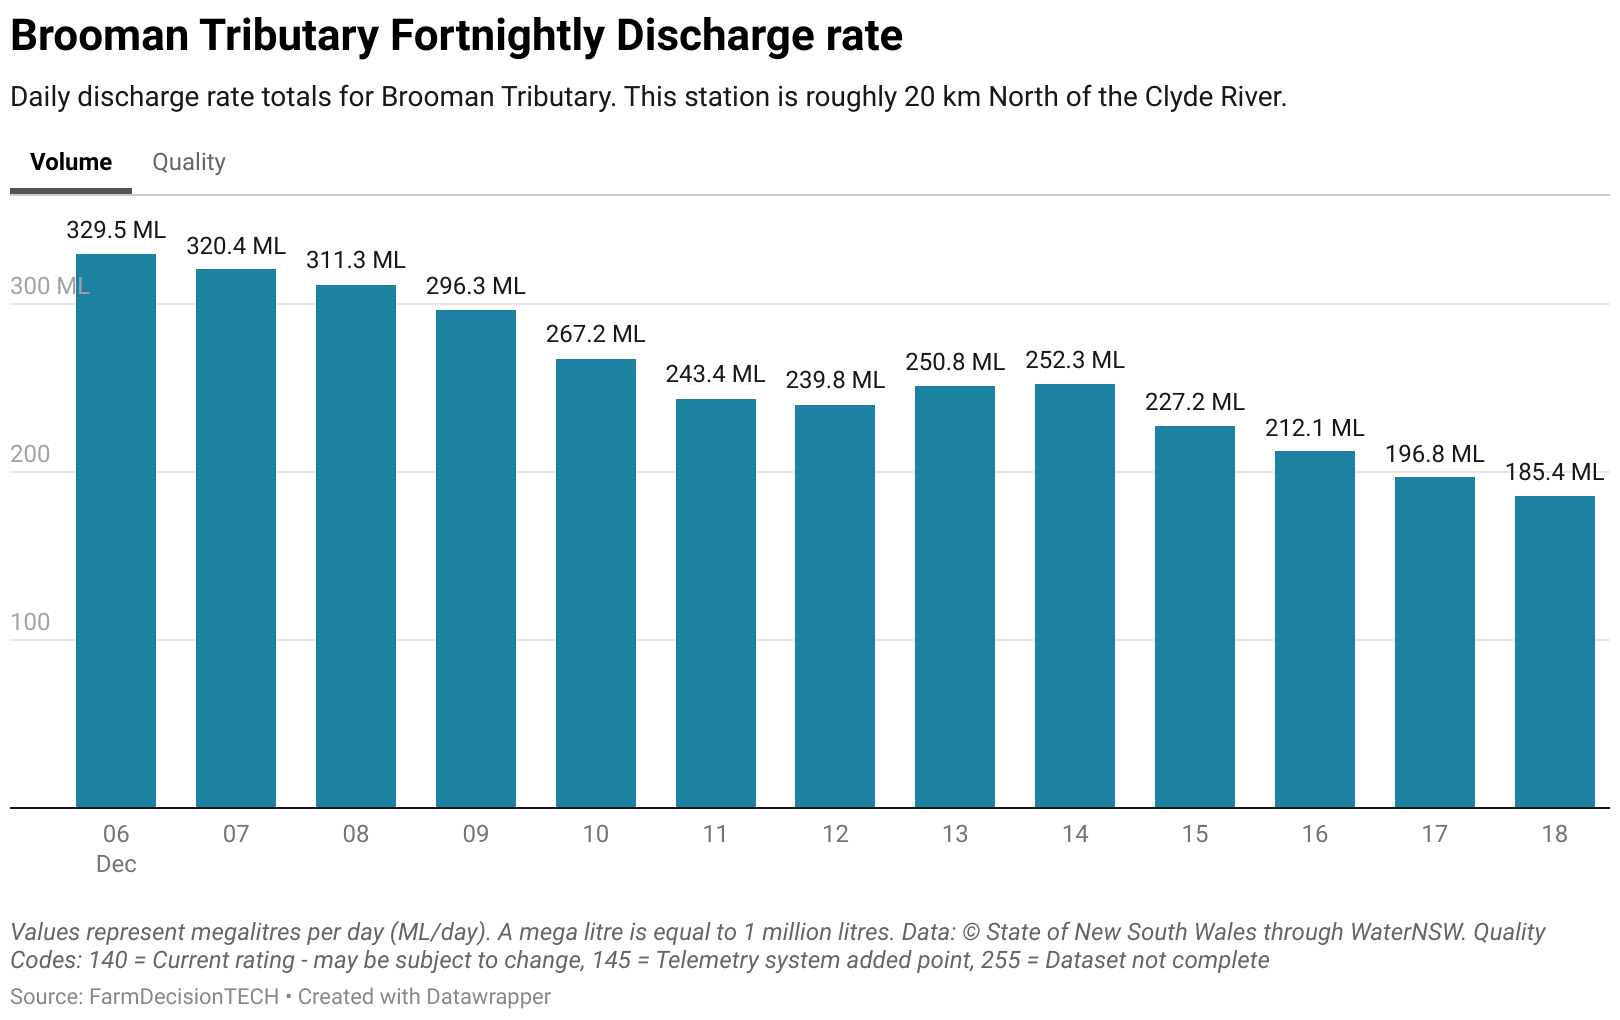 Brooman Tributary Fortnightly Discharge rate
Daily discharge rate totals for Brooman Tributary. This station is roughly 20 km North of the Clyde River.
Volume Quality
329.5 ML
320.4 ML
311.3 ML
296.3 ML
267.2 ML
243.4 ML
239.8 ML
250.8 ML
252.3 ML
227.2 ML
212.1 ML
196.8 ML
185.4 ML
300 ML
200
100
06 07 08 09 10 11 12 13 14 15 16 17 18
Dec
Values represent megalitres per day (ML/day). A mega litre is equal to 1 million litres. Data: © State of New South Wales through WaterNSW. Quality
Codes: 140 = Current rating - may be subject to change, 145 = Telemetry system added point, 255 = Dataset not complete
Source: FarmDecisionTECH • Created with Datawrapper